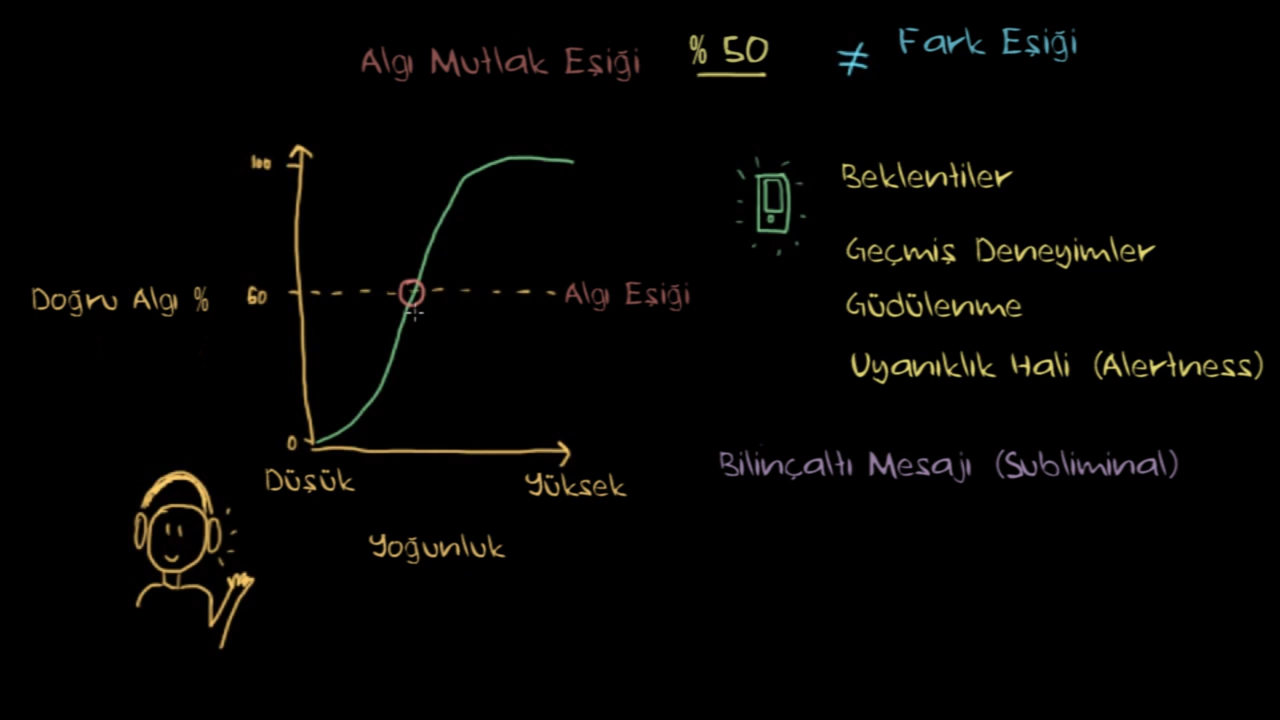 Algı Mutlak Eşiği % 50 ≠ Fark Eşiği
100
Beklentiler
Geçmiş Deneyimler
Doğru Algı % 50 Algı Eşiği
Güdülenme
Uyanıklık Hali (Alertness)
0
Düşük Yüksek
Bilinçaltı Mesajı (Subliminal)
Yoğunluk